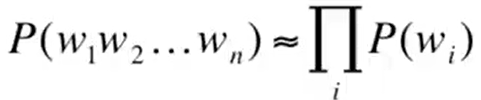 P(w₁w₂…wₙ) ≈ ∏ᵢ P(wᵢ)